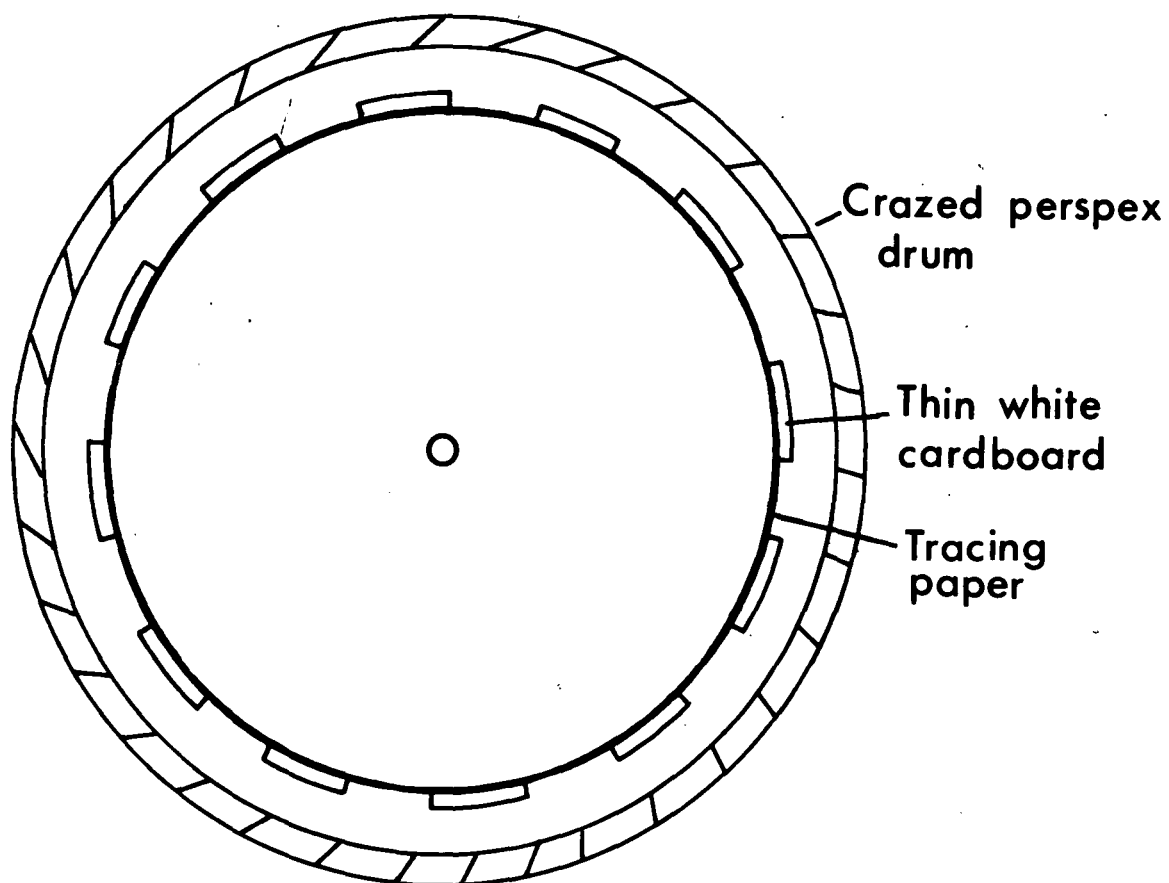 Crazed perspex
drum
Thin white
cardboard
Tracing
paper